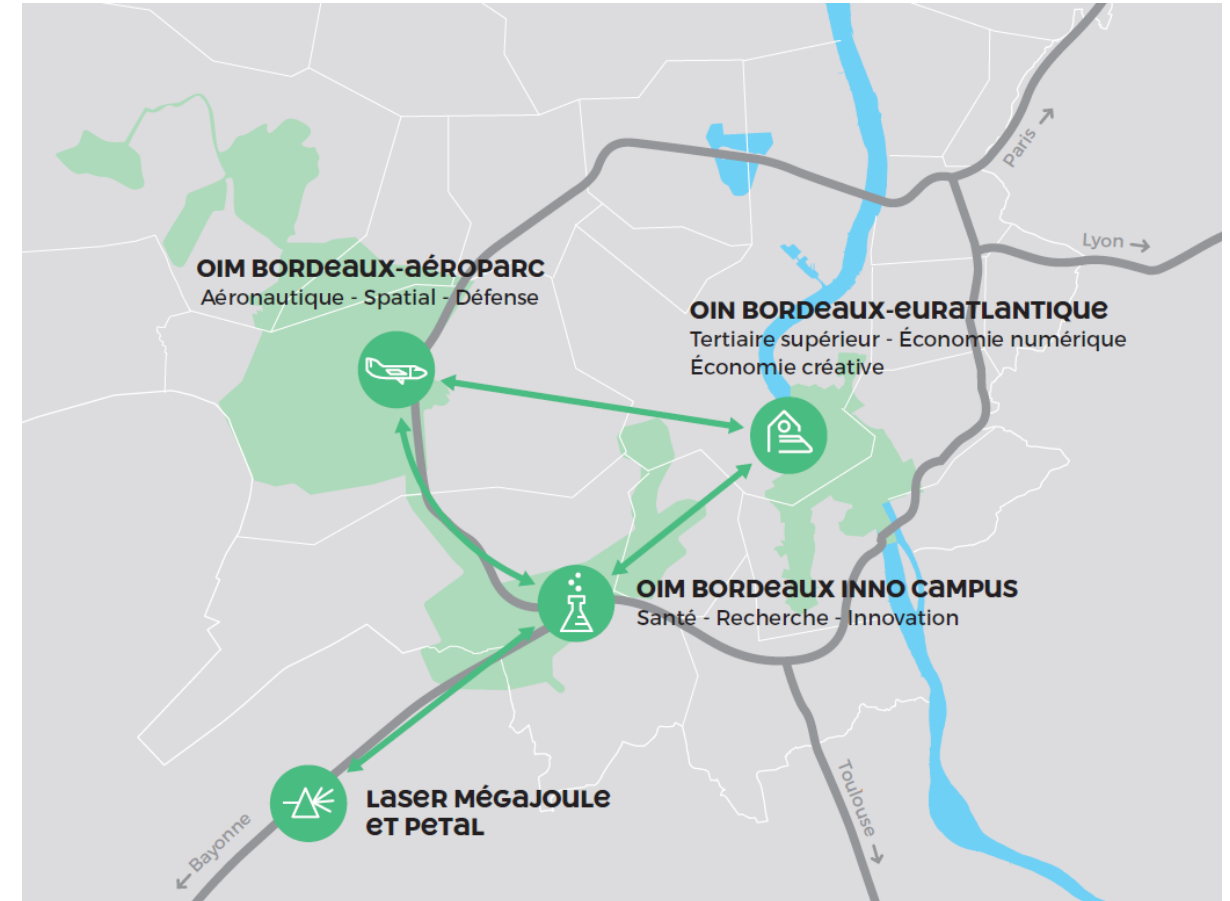 Paris →
Lyon →
OIM BORDEAUX-AÉROPARC
Aéronautique - Spatial - Défense
OIN BORDEAUX-EURATLANTIQUE
Tertiaire supérieur - Économie numérique
Économie créative
OIM BORDEAUX INNO CAMPUS
Santé - Recherche - Innovation
LASER MÉGAJOULE
ET PETAL
Toulouse →
← Bayonne